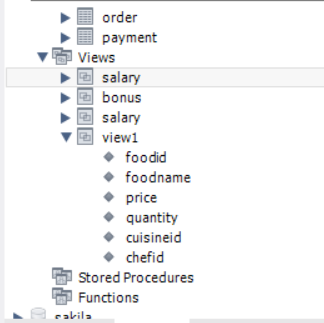 order
payment
Views
salary
bonus
salary
view1
foodid
foodname
price
quantity
cuisineid
chefid
Stored Procedures
Functions
sakila